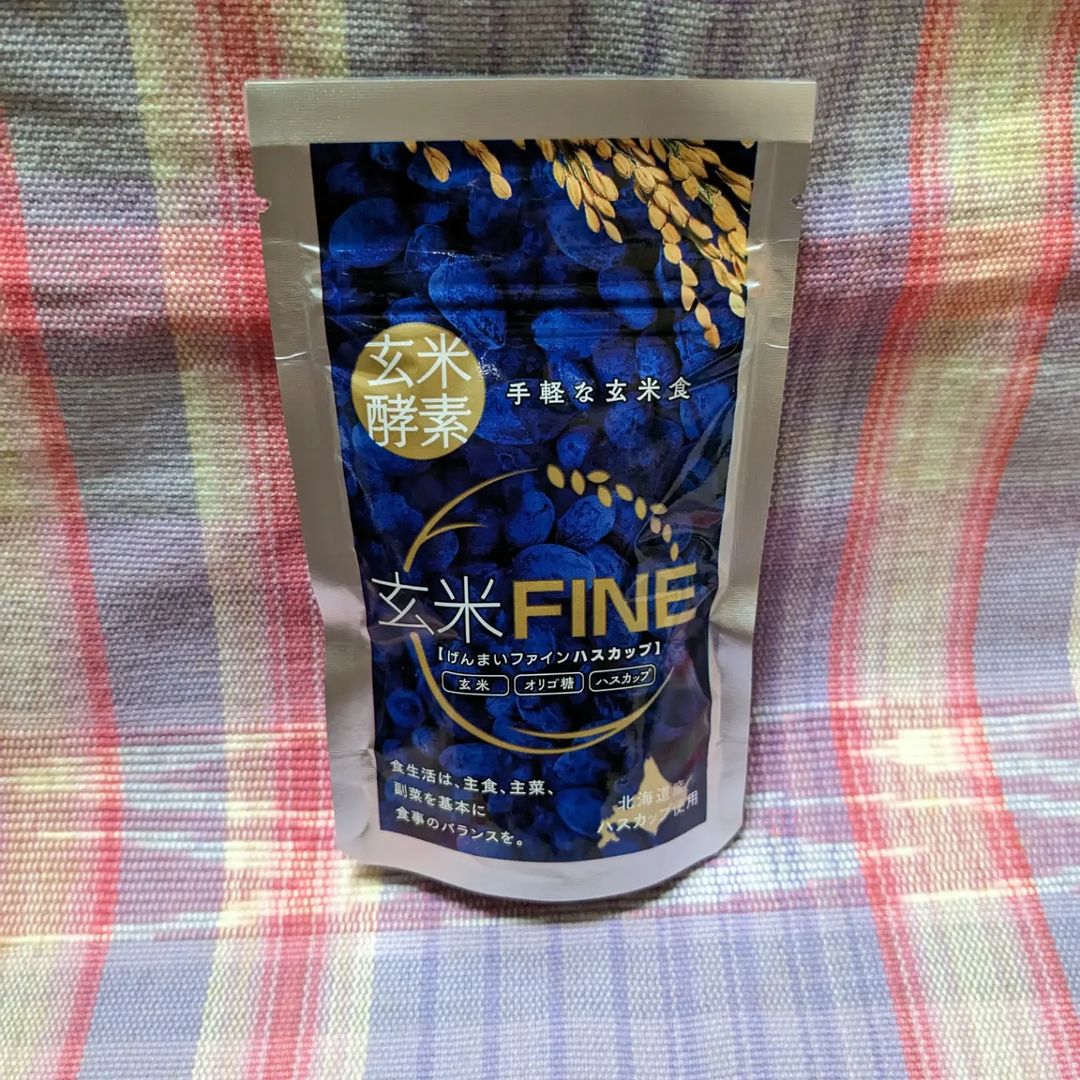 玄米
酵素
手軽な玄米食
玄米FINE
【げんまいファインハスカップ】
玄米 オリゴ糖 ハスカップ
食生活は、主食、主菜、
副菜を基本に
食事のバランスを。
北海道産
ハスカップ使用